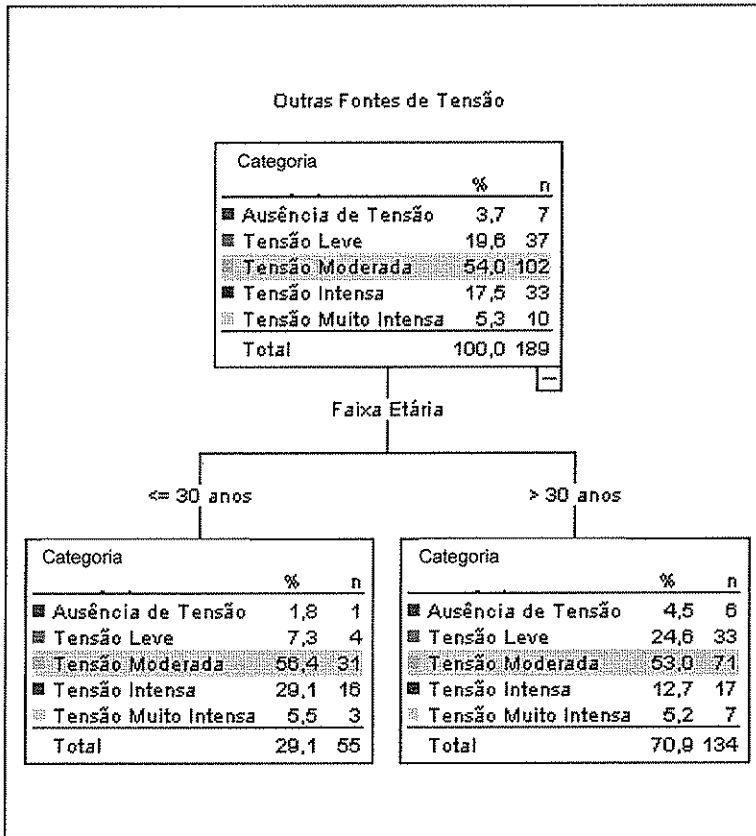 Outras Fontes de Tensão
Categoria
% n
Ausência de Tensão 3,7 7
Tensão Leve 19,6 37
Tensão Moderada 54,0 102
Tensão Intensa 17,5 33
Tensão Muito Intensa 5,3 10
Total 100,0 189
Faixa Etária
<= 30 anos
> 30 anos
Categoria
% n
Ausência de Tensão 1,8 1
Tensão Leve 7,3 4
Tensão Moderada 56,4 31
Tensão Intensa 29,1 16
Tensão Muito Intensa 5,5 3
Total 29,1 55
Categoria
% n
Ausência de Tensão 4,5 6
Tensão Leve 24,6 33
Tensão Moderada 53,0 71
Tensão Intensa 12,7 17
Tensão Muito Intensa 5,2 7
Total 70,9 134